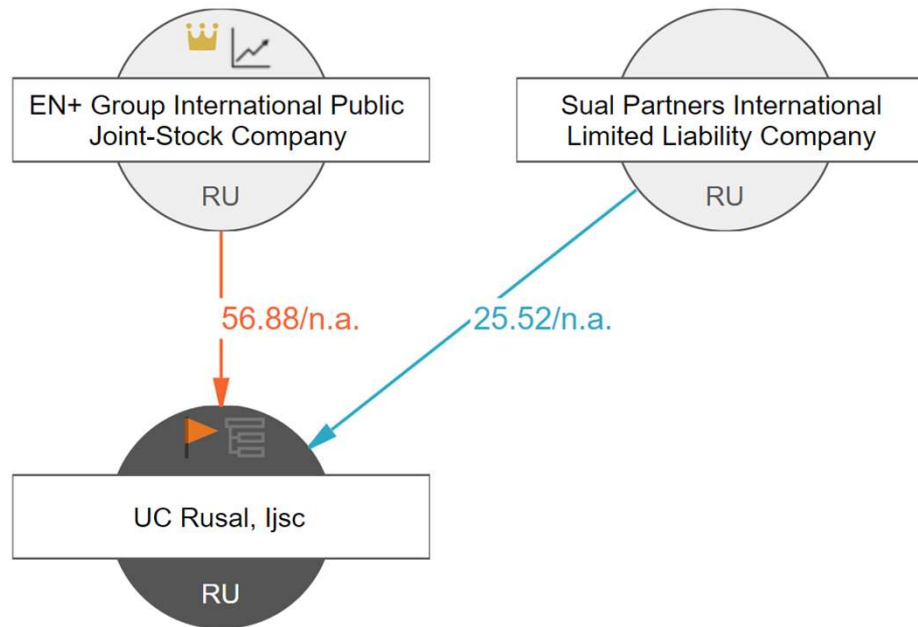 EN+ Group International Public
Joint-Stock Company
RU
Sual Partners International
Limited Liability Company
RU
56.88/n.a.
25.52/n.a.
UC Rusal, Ijsc
RU